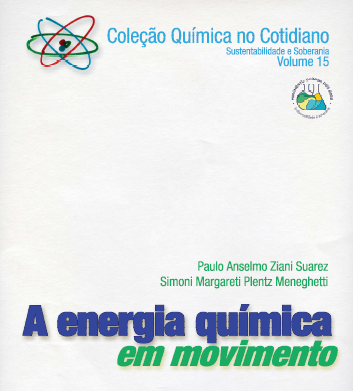 Coleção Química no Cotidiano
Sustentabilidade e Soberania
Volume 15
Paulo Anselmo Ziani Suarez
Simoni Margareti Plentz Meneghetti
A energia química
em movimento